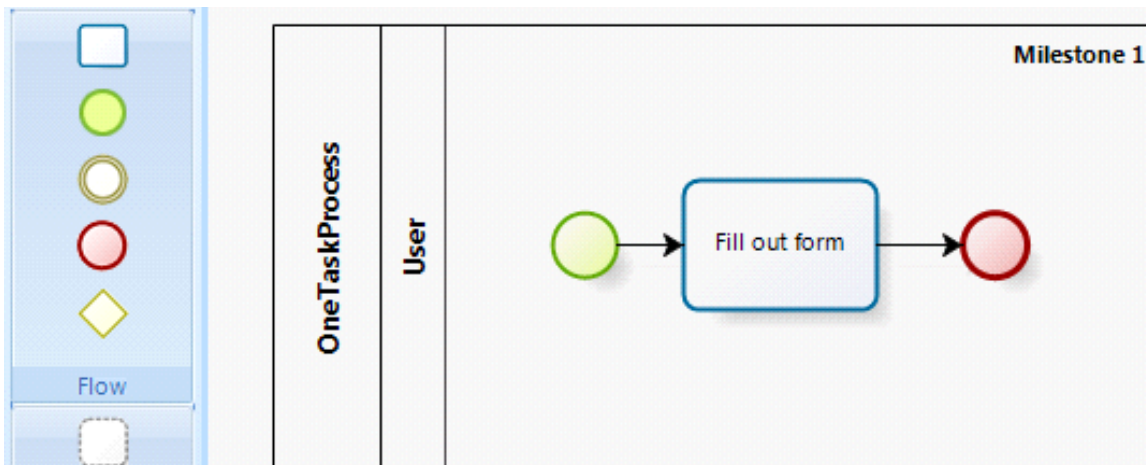 Flow
OneTaskProcess
User
Milestone 1
Fill out form